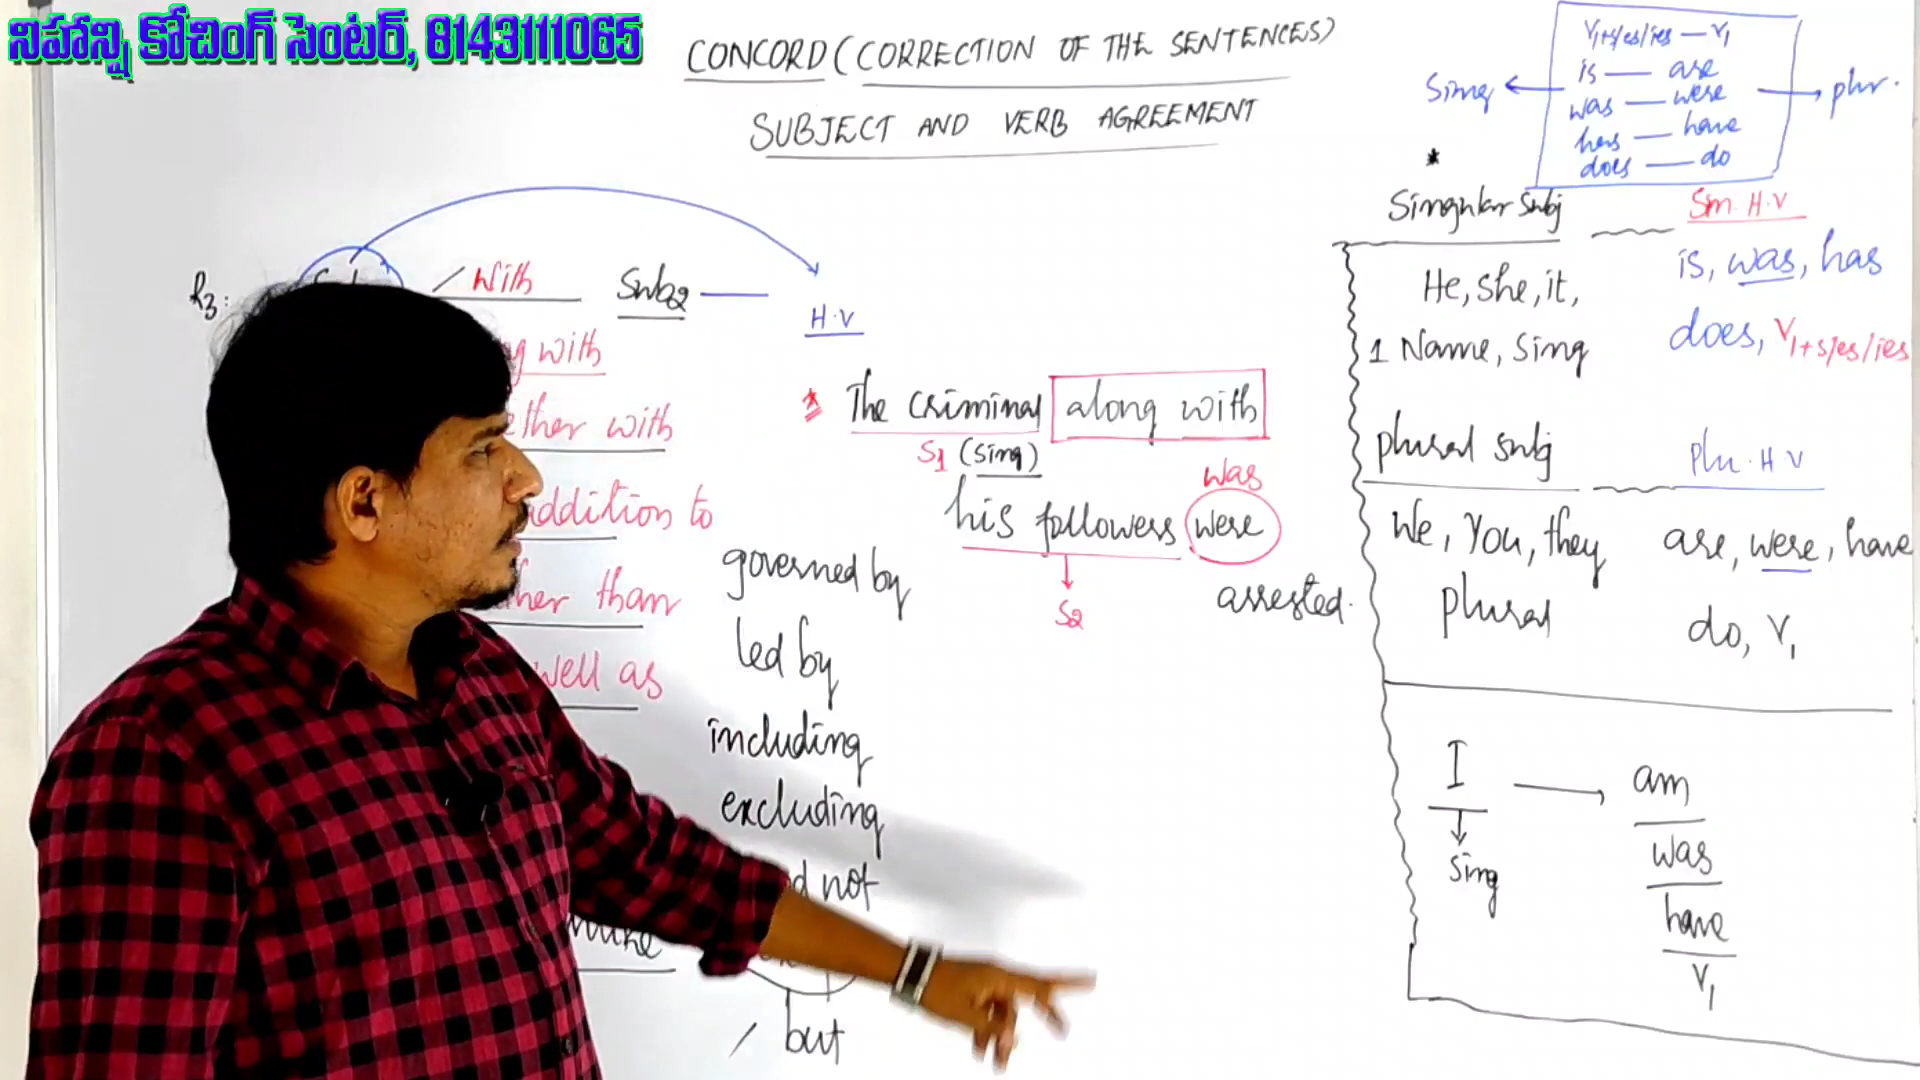 నిహాన్షి కోచింగ్ సెంటర్, 8143111065
CONCORD (CORRECTION OF THE SENTENCES)
SUBJECT AND VERB AGREEMENT
V1+s/es/ies — V1
is — are
was — were
has — have
does — do
Sing
plur.
*
Singular Subj
Sin. H.V
He, She, it,
1 Name, Sing
is, was, has
does, V1+s/es/ies
plural subj
Plu. H V
We, You, they
plural
are, were, have
do, V1
I
Sing
am
was
have
V1
R3:
/ with
Sub2
H.V
with
ther with
addition to
her than
well as
governed by
led by
including
excluding
d not
/ but
* The criminal along with
S1 (sing)
was
his followers were
S2
arrested.